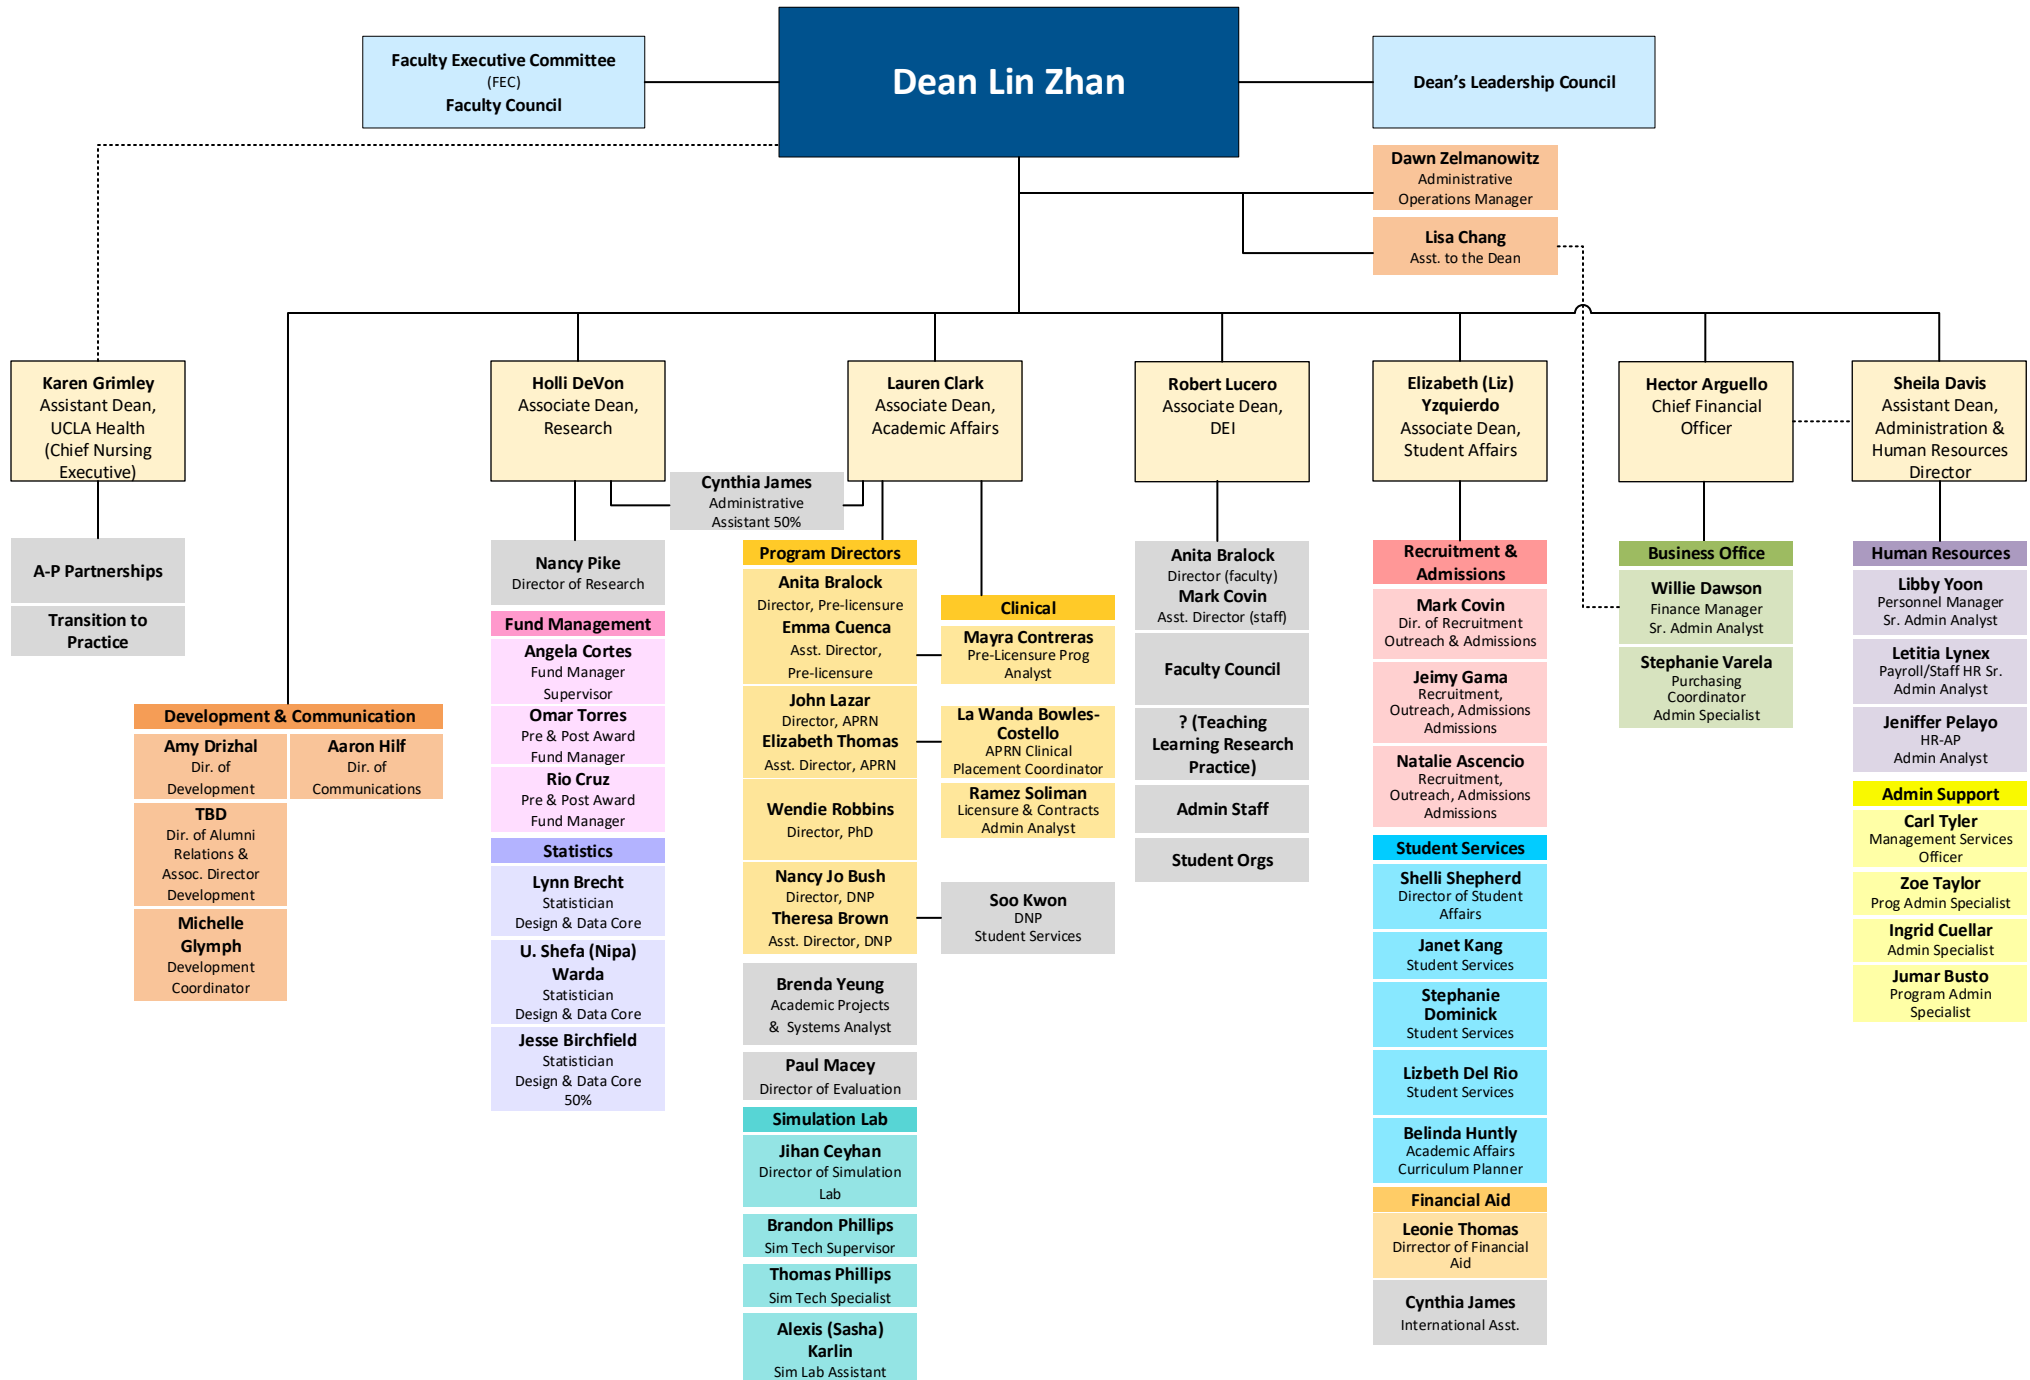 Faculty Executive Committee
(FEC)
Faculty Council
Dean Lin Zhan
Dean’s Leadership Council
Dawn Zelmanowitz
Administrative
Operations Manager
Lisa Chang
Asst. to the Dean
Karen Grimley
Assistant Dean,
UCLA Health
(Chief Nursing
Executive)
A-P Partnerships
Transition to
Practice
Development & Communication
Amy Drizhal
Dir. of
Development
Aaron Hilf
Dir. of
Communications
TBD
Dir. of Alumni
Relations &
Assoc. Director
Development
Michelle
Glymph
Development
Coordinator
Holli DeVon
Associate Dean,
Research
Cynthia James
Administrative
Assistant 50%
Nancy Pike
Director of Research
Fund Management
Angela Cortes
Fund Manager
Supervisor
Omar Torres
Pre & Post Award
Fund Manager
Rio Cruz
Pre & Post Award
Fund Manager
Statistics
Lynn Brecht
Statistician
Design & Data Core
U. Shefa (Nipa)
Warda
Statistician
Design & Data Core
Jesse Birchfield
Statistician
Design & Data Core
50%
Lauren Clark
Associate Dean,
Academic Affairs
Program Directors
Anita Bralock
Director, Pre-licensure
Emma Cuenca
Asst. Director,
Pre-licensure
John Lazar
Director, APRN
Elizabeth Thomas
Asst. Director, APRN
Wendie Robbins
Director, PhD
Nancy Jo Bush
Director, DNP
Theresa Brown
Asst. Director, DNP
Brenda Yeung
Academic Projects
& Systems Analyst
Paul Macey
Director of Evaluation
Simulation Lab
Jihan Ceyhan
Director of Simulation
Lab
Brandon Phillips
Sim Tech Supervisor
Thomas Phillips
Sim Tech Specialist
Alexis (Sasha)
Karlin
Sim Lab Assistant
Clinical
Mayra Contreras
Pre-Licensure Prog
Analyst
La Wanda Bowles-
Costello
APRN Clinical
Placement Coordinator
Ramez Soliman
Licensure & Contracts
Admin Analyst
Soo Kwon
DNP
Student Services
Robert Lucero
Associate Dean,
DEI
Anita Bralock
Director (faculty)
Mark Covin
Asst. Director (staff)
Faculty Council
? (Teaching
Learning Research
Practice)
Admin Staff
Student Orgs
Elizabeth (Liz)
Yzquierdo
Associate Dean,
Student Affairs
Recruitment &
Admissions
Mark Covin
Dir. of Recruitment
Outreach & Admissions
Jeimy Gama
Recruitment,
Outreach, Admissions
Admissions
Natalie Ascencio
Recruitment,
Outreach, Admissions
Admissions
Student Services
Shelli Shepherd
Director of Student
Affairs
Janet Kang
Student Services
Stephanie
Dominick
Student Services
Lizbeth Del Rio
Student Services
Belinda Huntly
Academic Affairs
Curriculum Planner
Financial Aid
Leonie Thomas
Dirrector of Financial
Aid
Cynthia James
International Asst.
Hector Arguello
Chief Financial
Officer
Business Office
Willie Dawson
Finance Manager
Sr. Admin Analyst
Stephanie Varela
Purchasing
Coordinator
Admin Specialist
Sheila Davis
Assistant Dean,
Administration &
Human Resources
Director
Human Resources
Libby Yoon
Personnel Manager
Sr. Admin Analyst
Letitia Lynex
Payroll/Staff HR Sr.
Admin Analyst
Jeniffer Pelayo
HR-AP
Admin Analyst
Admin Support
Carl Tyler
Management Services
Officer
Zoe Taylor
Prog Admin Specialist
Ingrid Cuellar
Admin Specialist
Jumar Busto
Program Admin
Specialist